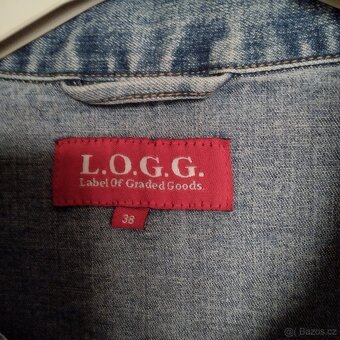 L.O.G.G.
Label Of Graded Goods.
38
Bazos.cz